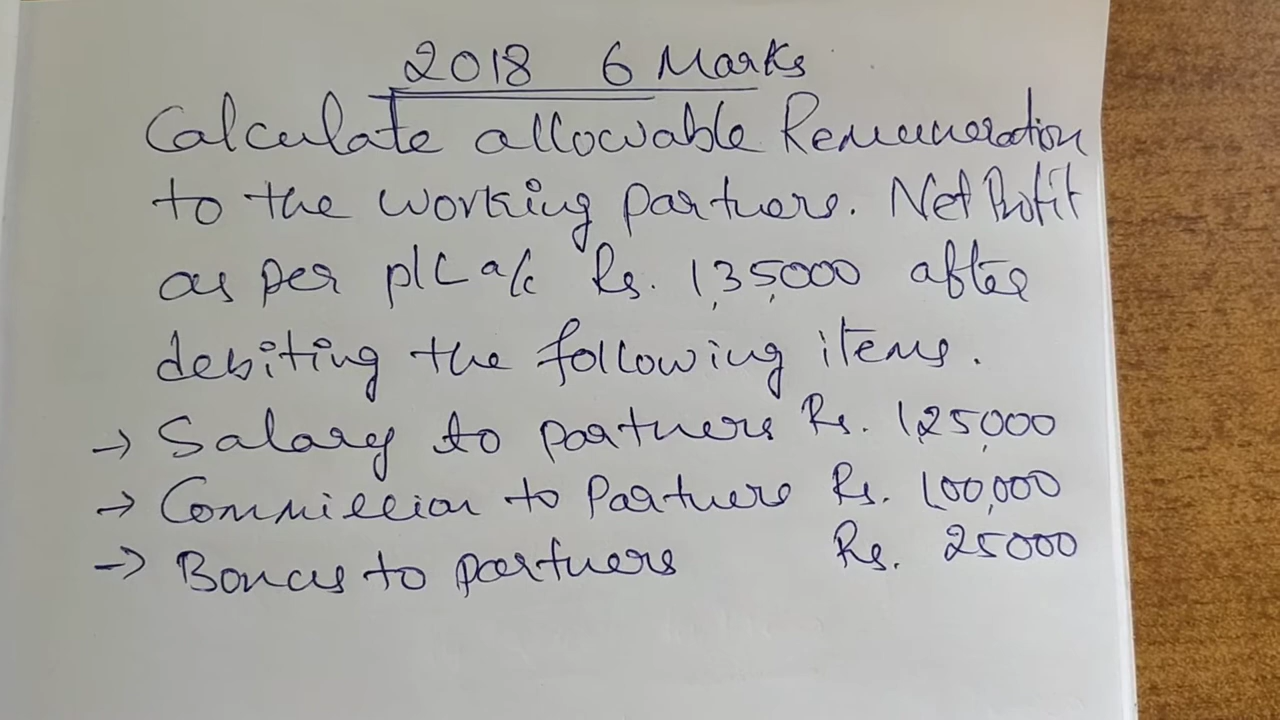 2018 6 Marks
Calculate allowable Remuneration
to the working partners. Net Profit
as per p/L a/c Rs. 1,35,000 after
debiting the following items.
→ Salary to partners Rs. 1,25,000
→ Commission to Partners Rs. 100,000
→ Bonus to partners Rs. 25000